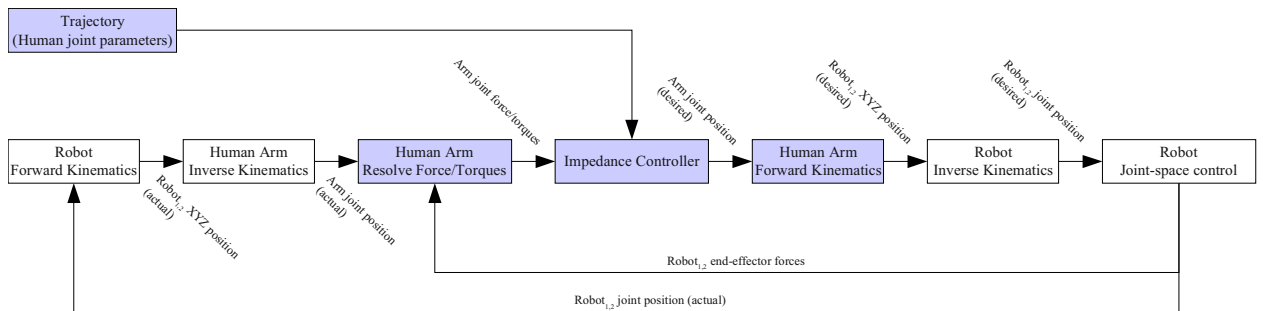 Trajectory
(Human joint parameters)
Robot
Forward Kinematics
Robot1,2 XYZ position
(actual)
Human Arm
Inverse Kinematics
Arm joint position
(actual)
Human Arm
Resolve Force/Torques
Arm joint force/torques
Impedance Controller
Arm joint position
(desired)
Human Arm
Forward Kinematics
Robot1,2 XYZ position
(desired)
Robot
Inverse Kinematics
Robot1,2 joint position
(desired)
Robot
Joint-space control
Robot1,2 end-effector forces
Robot1,2 joint position (actual)